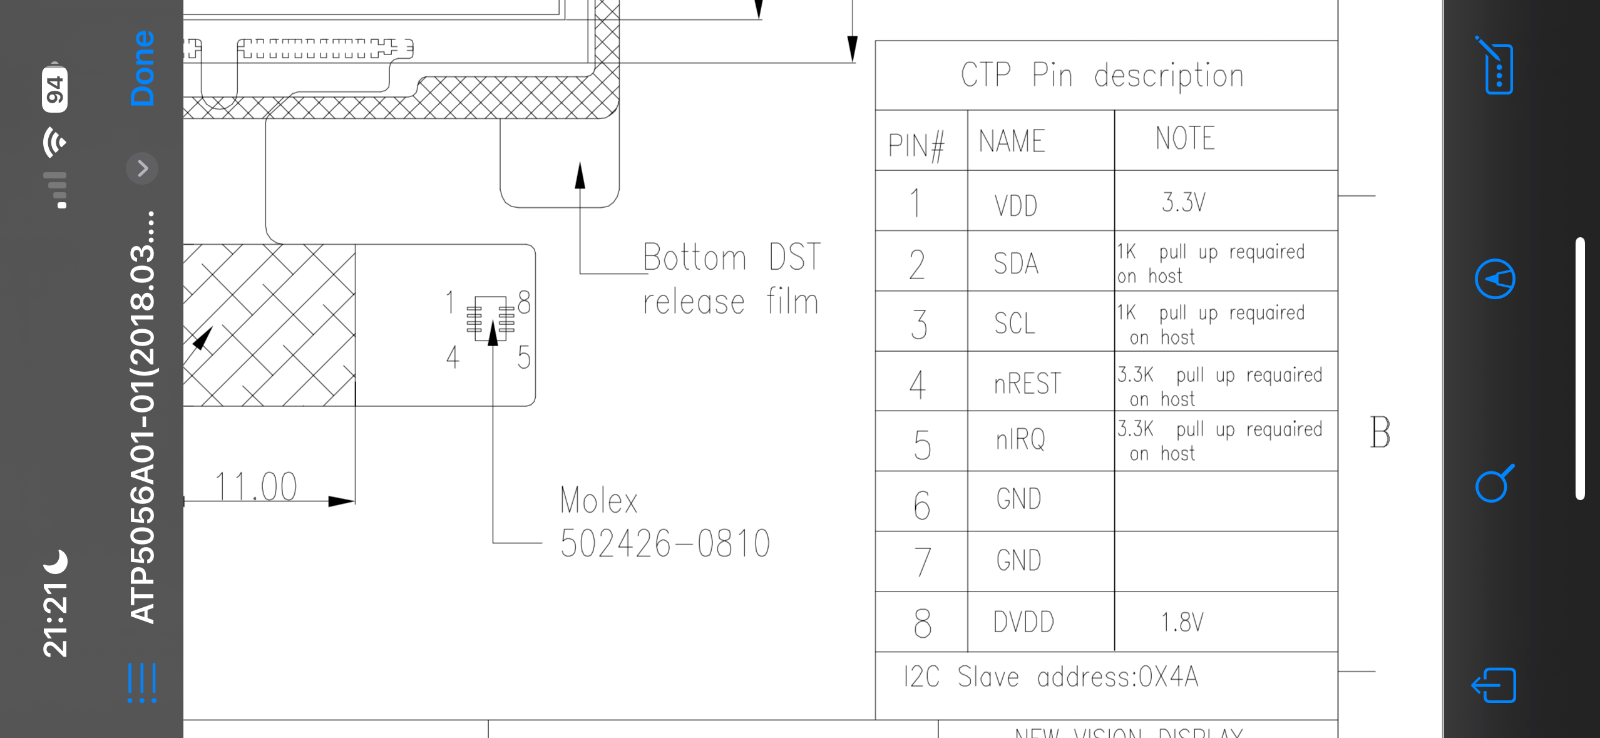 21:21
94
ATP5056A01-01(2018.03....
Done
Bottom DST
release film
1
8
4
5
11.00
Molex
502426-0810
CTP Pin description
PIN# NAME NOTE
1 VDD 3.3V
2 SDA 1K pull up requaired
on host
3 SCL 1K pull up requaired
on host
4 nREST 3.3K pull up requaired
on host
5 nIRQ 3.3K pull up requaired
on host
6 GND
7 GND
8 DVDD 1.8V
I2C Slave address:0X4A
B
NEW VISION DISPLAY